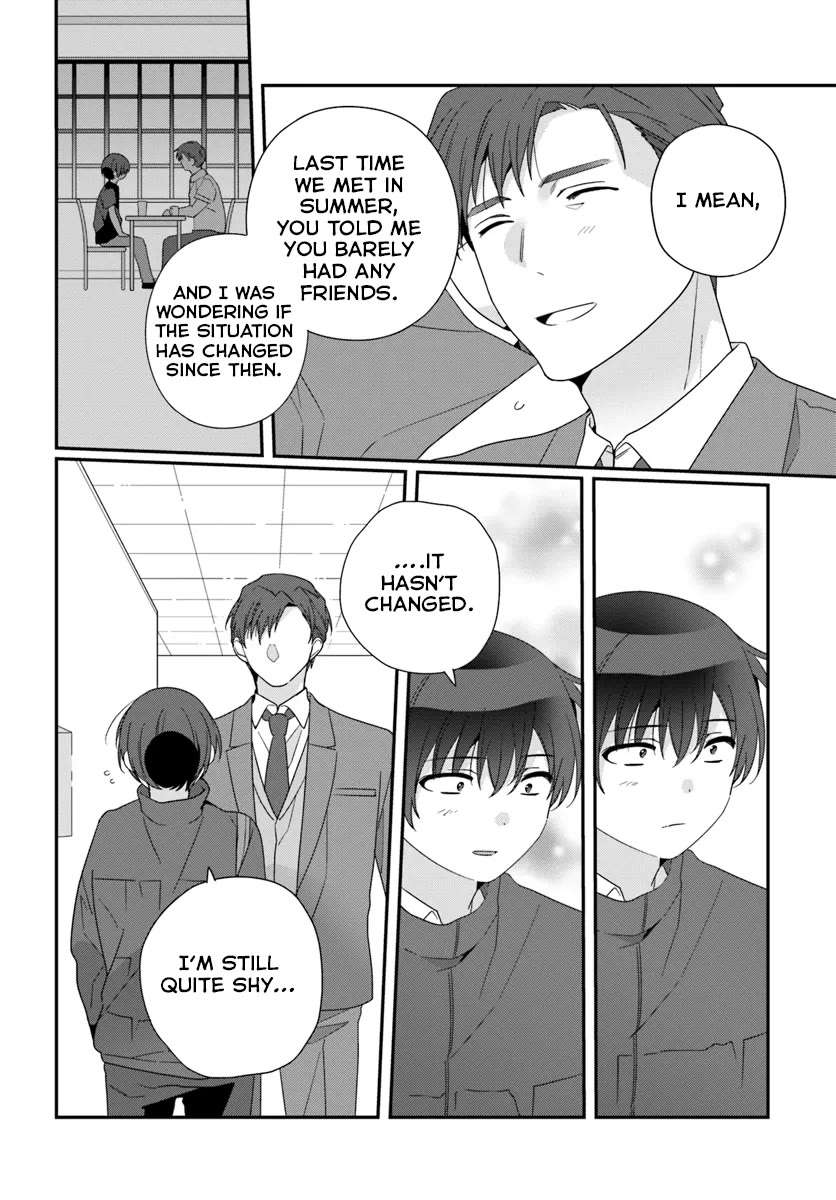 I MEAN,
LAST TIME
WE MET IN
SUMMER,
YOU TOLD ME
YOU BARELY
HAD ANY
FRIENDS.
AND I WAS
WONDERING IF
THE SITUATION
HAS CHANGED
SINCE THEN.
....IT
HASN'T
CHANGED.
I'M STILL
QUITE SHY...